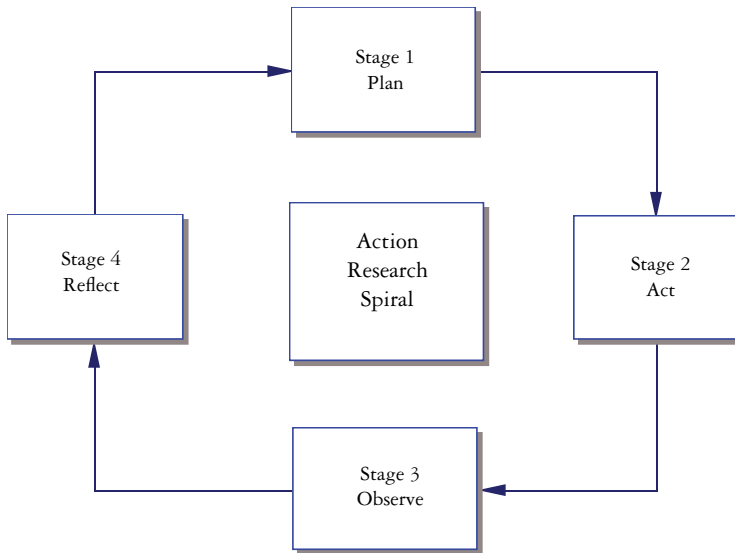 Stage 1
Plan
Action
Research
Spiral
Stage 4
Reflect
Stage 2
Act
Stage 3
Observe